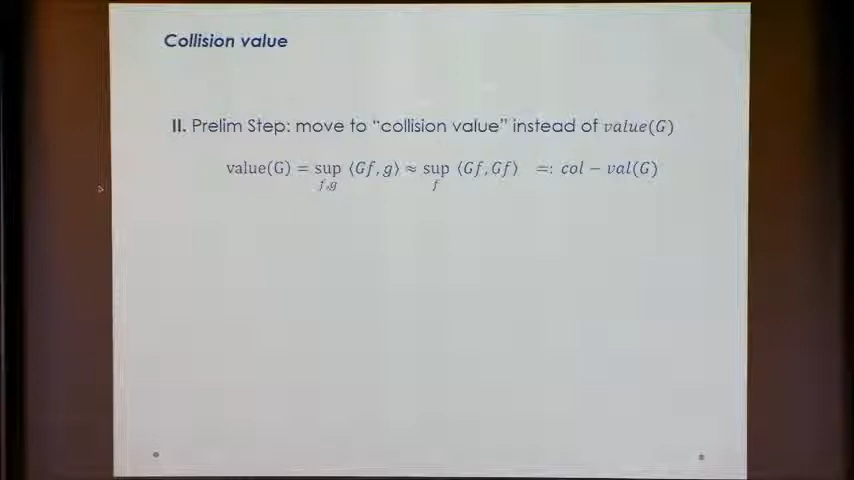 Collision value
II. Prelim Step: move to “collision value” instead of value(G)
value(G) = sup ⟨Gf, g⟩ ≈ sup ⟨Gf, Gf⟩ =: col − val(G)
f,g f